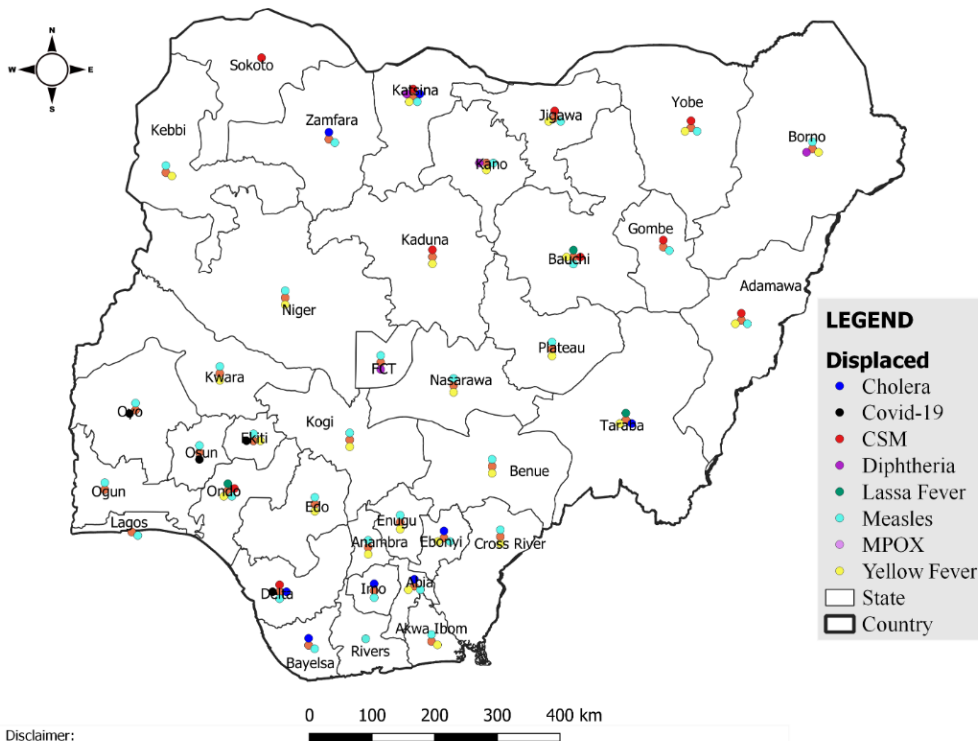 N
W E
S
Sokoto
Katsina
Jigawa
Yobe
Kebbi
Zamfara
Borno
Kano
Gombe
Kaduna
Bauchi
Adamawa
Niger
Plateau
FCT
Kwara
Nasarawa
Oyo
Kogi
Taraba
Ekiti
Osun
Benue
Ogun
Ondo
Edo
Lagos
Enugu
Anambra
Ebonyi
Cross River
Delta
Imo
Abia
Akwa Ibom
Bayelsa
Rivers
LEGEND
Displaced
Cholera
Covid-19
CSM
Diphtheria
Lassa Fever
Measles
MPOX
Yellow Fever
State
Country
0 100 200 300 400 km
Disclaimer: